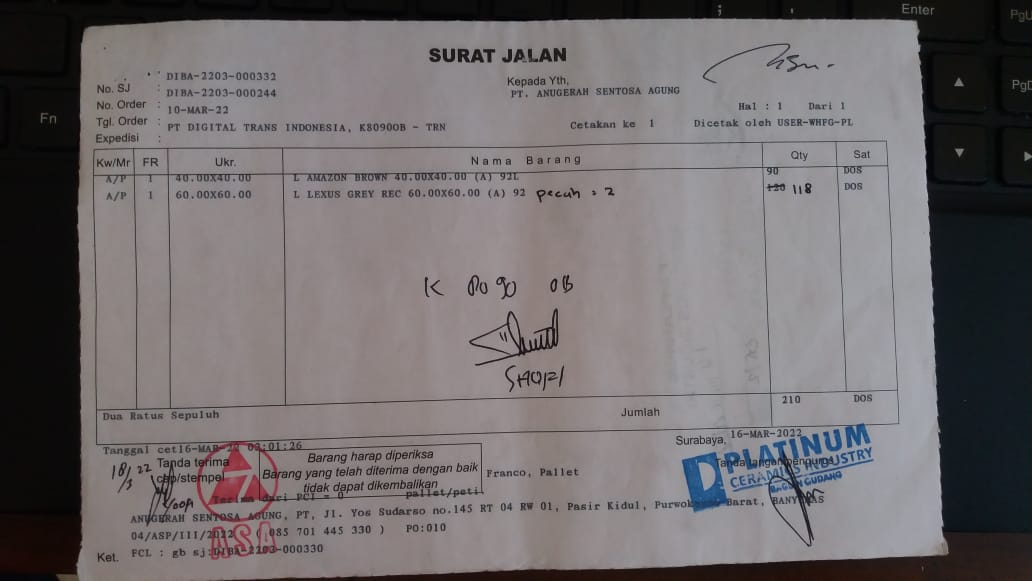 SURAT JALAN
No. SJ : DIBA-2203-000332
No. Order : DIBA-2203-000244
Tgl. Order : 10-MAR-22
Expedisi : PT DIGITAL TRANS INDONESIA, K8090OB - TRN
Kepada Yth,
PT. ANUGERAH SENTOSA AGUNG
Hal : 1 Dari 1
Cetakan ke 1 Dicetak oleh USER-WHFG-PL
Kw/Mr FR Ukr. Nama Barang Qty Sat
A/P 1 40.00X40.00 L AMAZON BROWN 40.00X40.00 (A) 92L 90 DOS
A/P 1 60.00X60.00 L LEXUS GREY REC 60.00X60.00 (A) 92 pecah = 2 120 118 DOS
K 8090 OB
SHOFI
Dua Ratus Sepuluh Jumlah 210 DOS
Tanggal cet16-MAR-22 03:01:26
Surabaya, 16-MAR-2022
18/3 22
Tanda terima
cap/stempel
Barang harap diperiksa
Barang yang telah diterima dengan baik
tidak dapat dikembalikan
Franco, Pallet
Tanda tangan pengurus
PLATINUM
CERAMICS INDUSTRY
BAGIAN GUDANG
Terima dari PCI = 0 pallet/peti
ANUGERAH SENTOSA AGUNG, PT, Jl. Yos Sudarso no.145 RT 04 RW 01, Pasir Kidul, Purwokerto Barat, BANYUMAS
04/ASP/III/2022 ( 085 701 445 330 ) PO:010
ASA
Ket. FCL : gb sj:DIBA-2203-000330
Fn
Enter